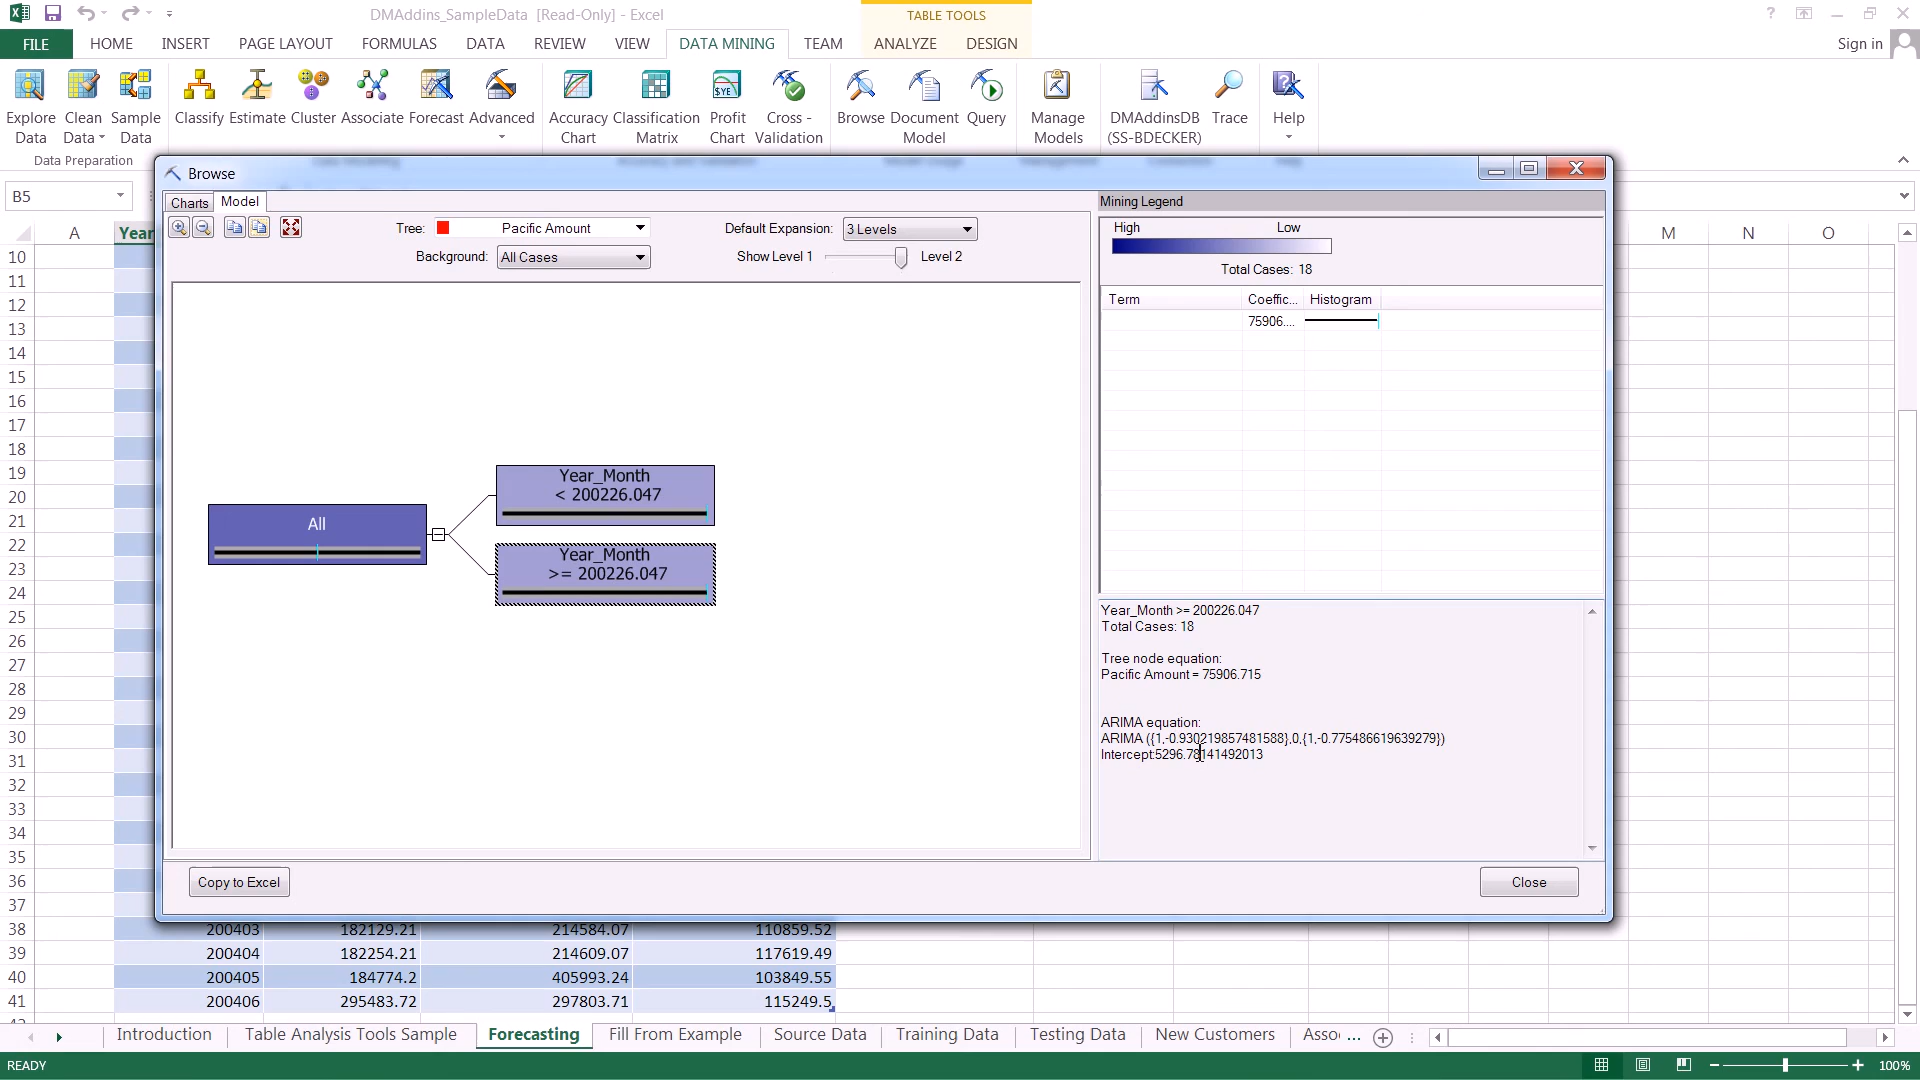 DMAddins_SampleData [Read-Only] - Excel
TABLE TOOLS
FILE
HOME
INSERT
PAGE LAYOUT
FORMULAS
DATA
REVIEW
VIEW
DATA MINING
TEAM
ANALYZE
DESIGN
Sign in
Explore
Data
Clean
Data
Sample
Data
Classify
Estimate
Cluster
Associate
Forecast
Advanced
Accuracy
Chart
Classification
Matrix
Profit
Chart
Cross -
Validation
Browse
Document
Model
Query
Manage
Models
DMAddinsDB
(SS-BDECKER)
Trace
Help
Data Preparation
B5
Browse
Charts
Model
Tree:
Pacific Amount
Default Expansion:
3 Levels
Background:
All Cases
Show Level 1
Level 2
All
Year_Month
< 200226.047
Year_Month
>= 200226.047
Mining Legend
High
Low
Total Cases: 18
Term
Coeffic...
Histogram
75906....
Year_Month >= 200226.047
Total Cases: 18
Tree node equation:
Pacific Amount = 75906.715
ARIMA equation:
ARIMA ({1,-0.930219857481588},0,{1,-0.775486619639279})
Intercept:5296.78141492013
Copy to Excel
Close
A
Year
M
N
O
10
11
12
13
14
15
16
17
18
19
20
21
22
23
24
25
26
27
28
29
30
31
32
33
34
35
36
37
38 200403 182129.21 214584.07 110859.52
39 200404 182254.21 214609.07 117619.49
40 200405 184774.2 405993.24 103849.55
41 200406 295483.72 297803.71 115249.5
Introduction
Table Analysis Tools Sample
Forecasting
Fill From Example
Source Data
Training Data
Testing Data
New Customers
Asso ...
READY
100%